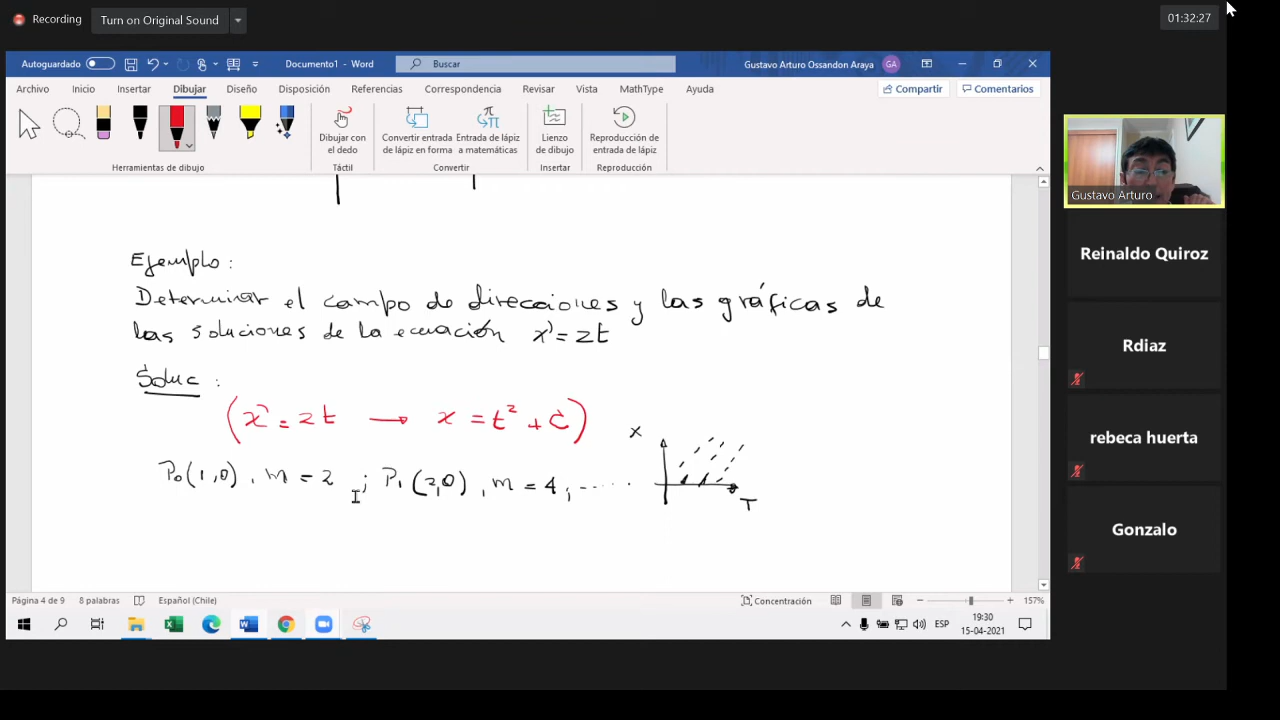 Recording
Turn on Original Sound
01:32:27
Autoguardado
Documento1 - Word
Buscar
Gustavo Arturo Ossandon Araya
GA
Archivo Inicio Insertar Dibujar Diseño Disposición Referencias Correspondencia Revisar Vista MathType Ayuda
Compartir
Comentarios
Dibujar con el dedo
Convertir entrada de lápiz en forma
Entrada de lápiz a matemáticas
Lienzo de dibujo
Reproducción de entrada de lápiz
Herramientas de dibujo
Táctil
Convertir
Insertar
Reproducción
Ejemplo:
Determinar el campo de direcciones y las gráficas de
las soluciones de la ecuación x' = 2t
Soluc :
(x' = 2t → x = t² + C)
P₀(1,0), m = 2 ; P₁(2,0), m = 4, ......
X
T
Página 4 de 9
8 palabras
Español (Chile)
Concentración
157%
ESP
19:30
15-04-2021
Gustavo Arturo
Reinaldo Quiroz
Rdiaz
rebeca huerta
Gonzalo